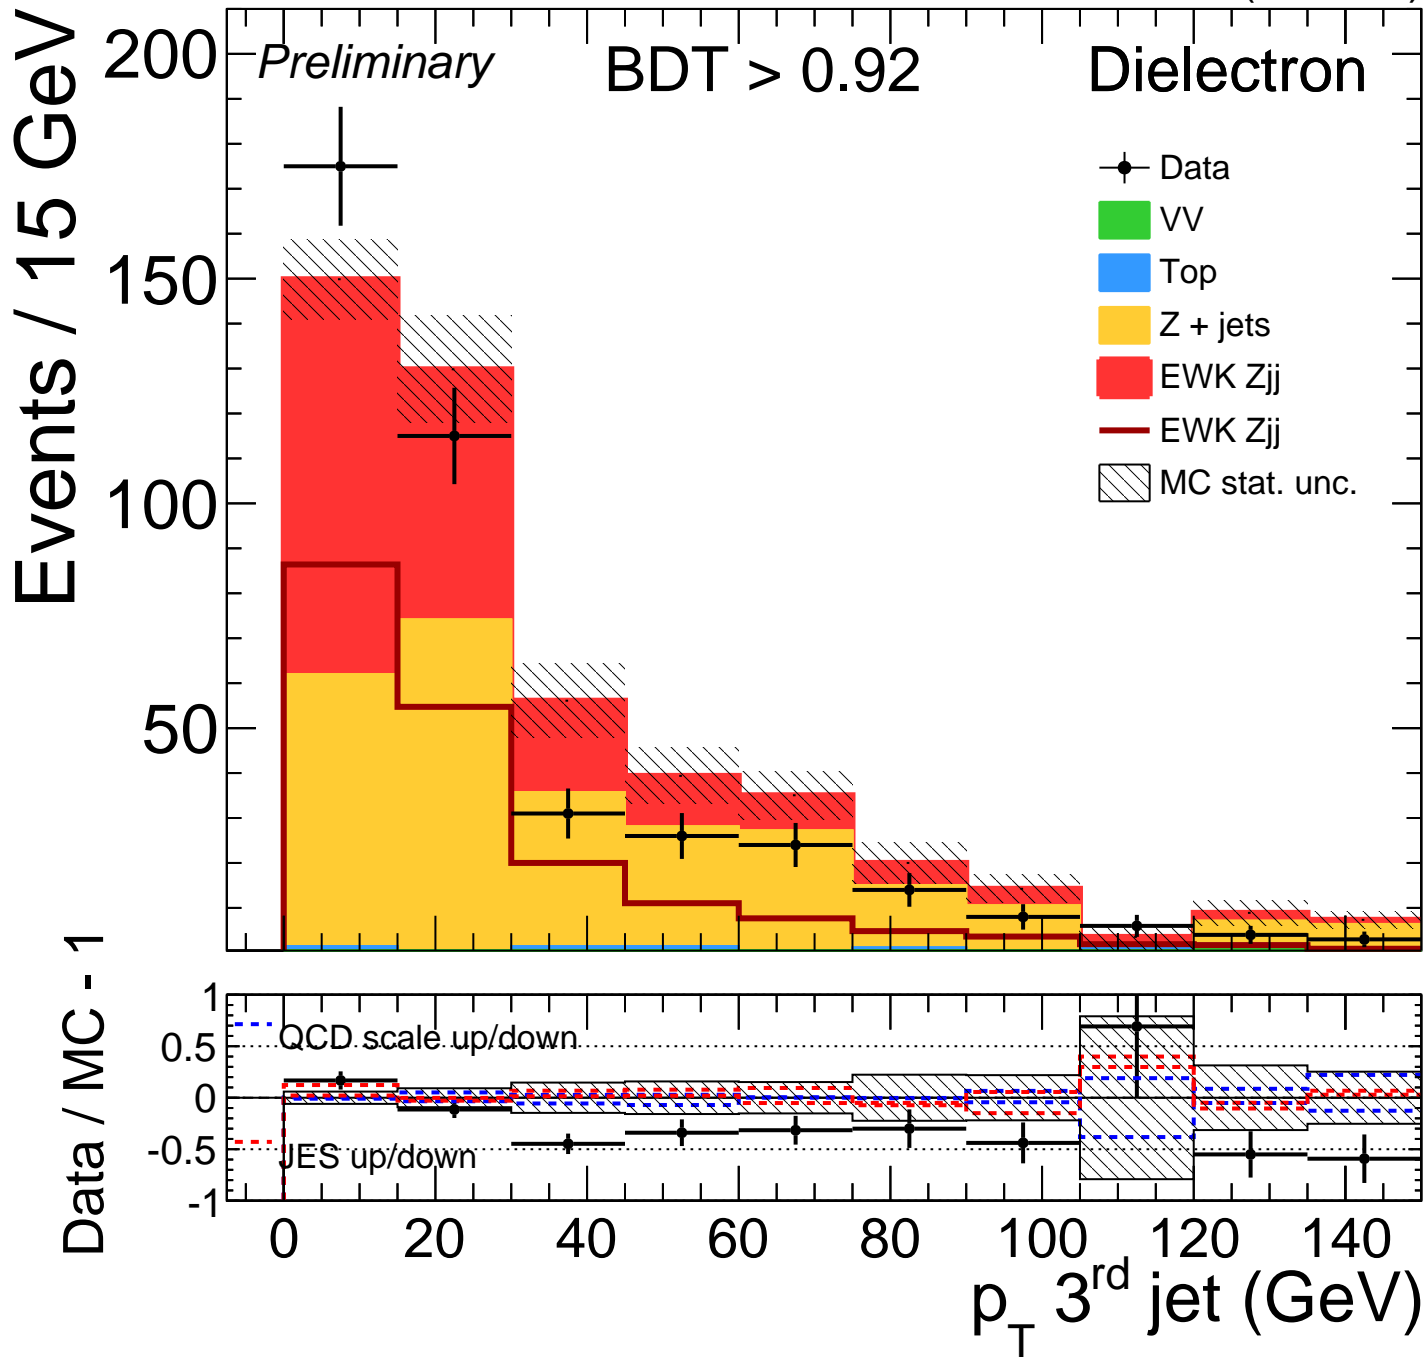 Preliminary
BDT > 0.92
Dielectron
Events / 15 GeV
200
150
100
50
Data
VV
Top
Z + jets
EWK Zjj
EWK Zjj
MC stat. unc.
Data / MC - 1
1
0.5
0
-0.5
-1
QCD scale up/down
JES up/down
0 20 40 60 80 100 120 140
p_T 3^rd jet (GeV)